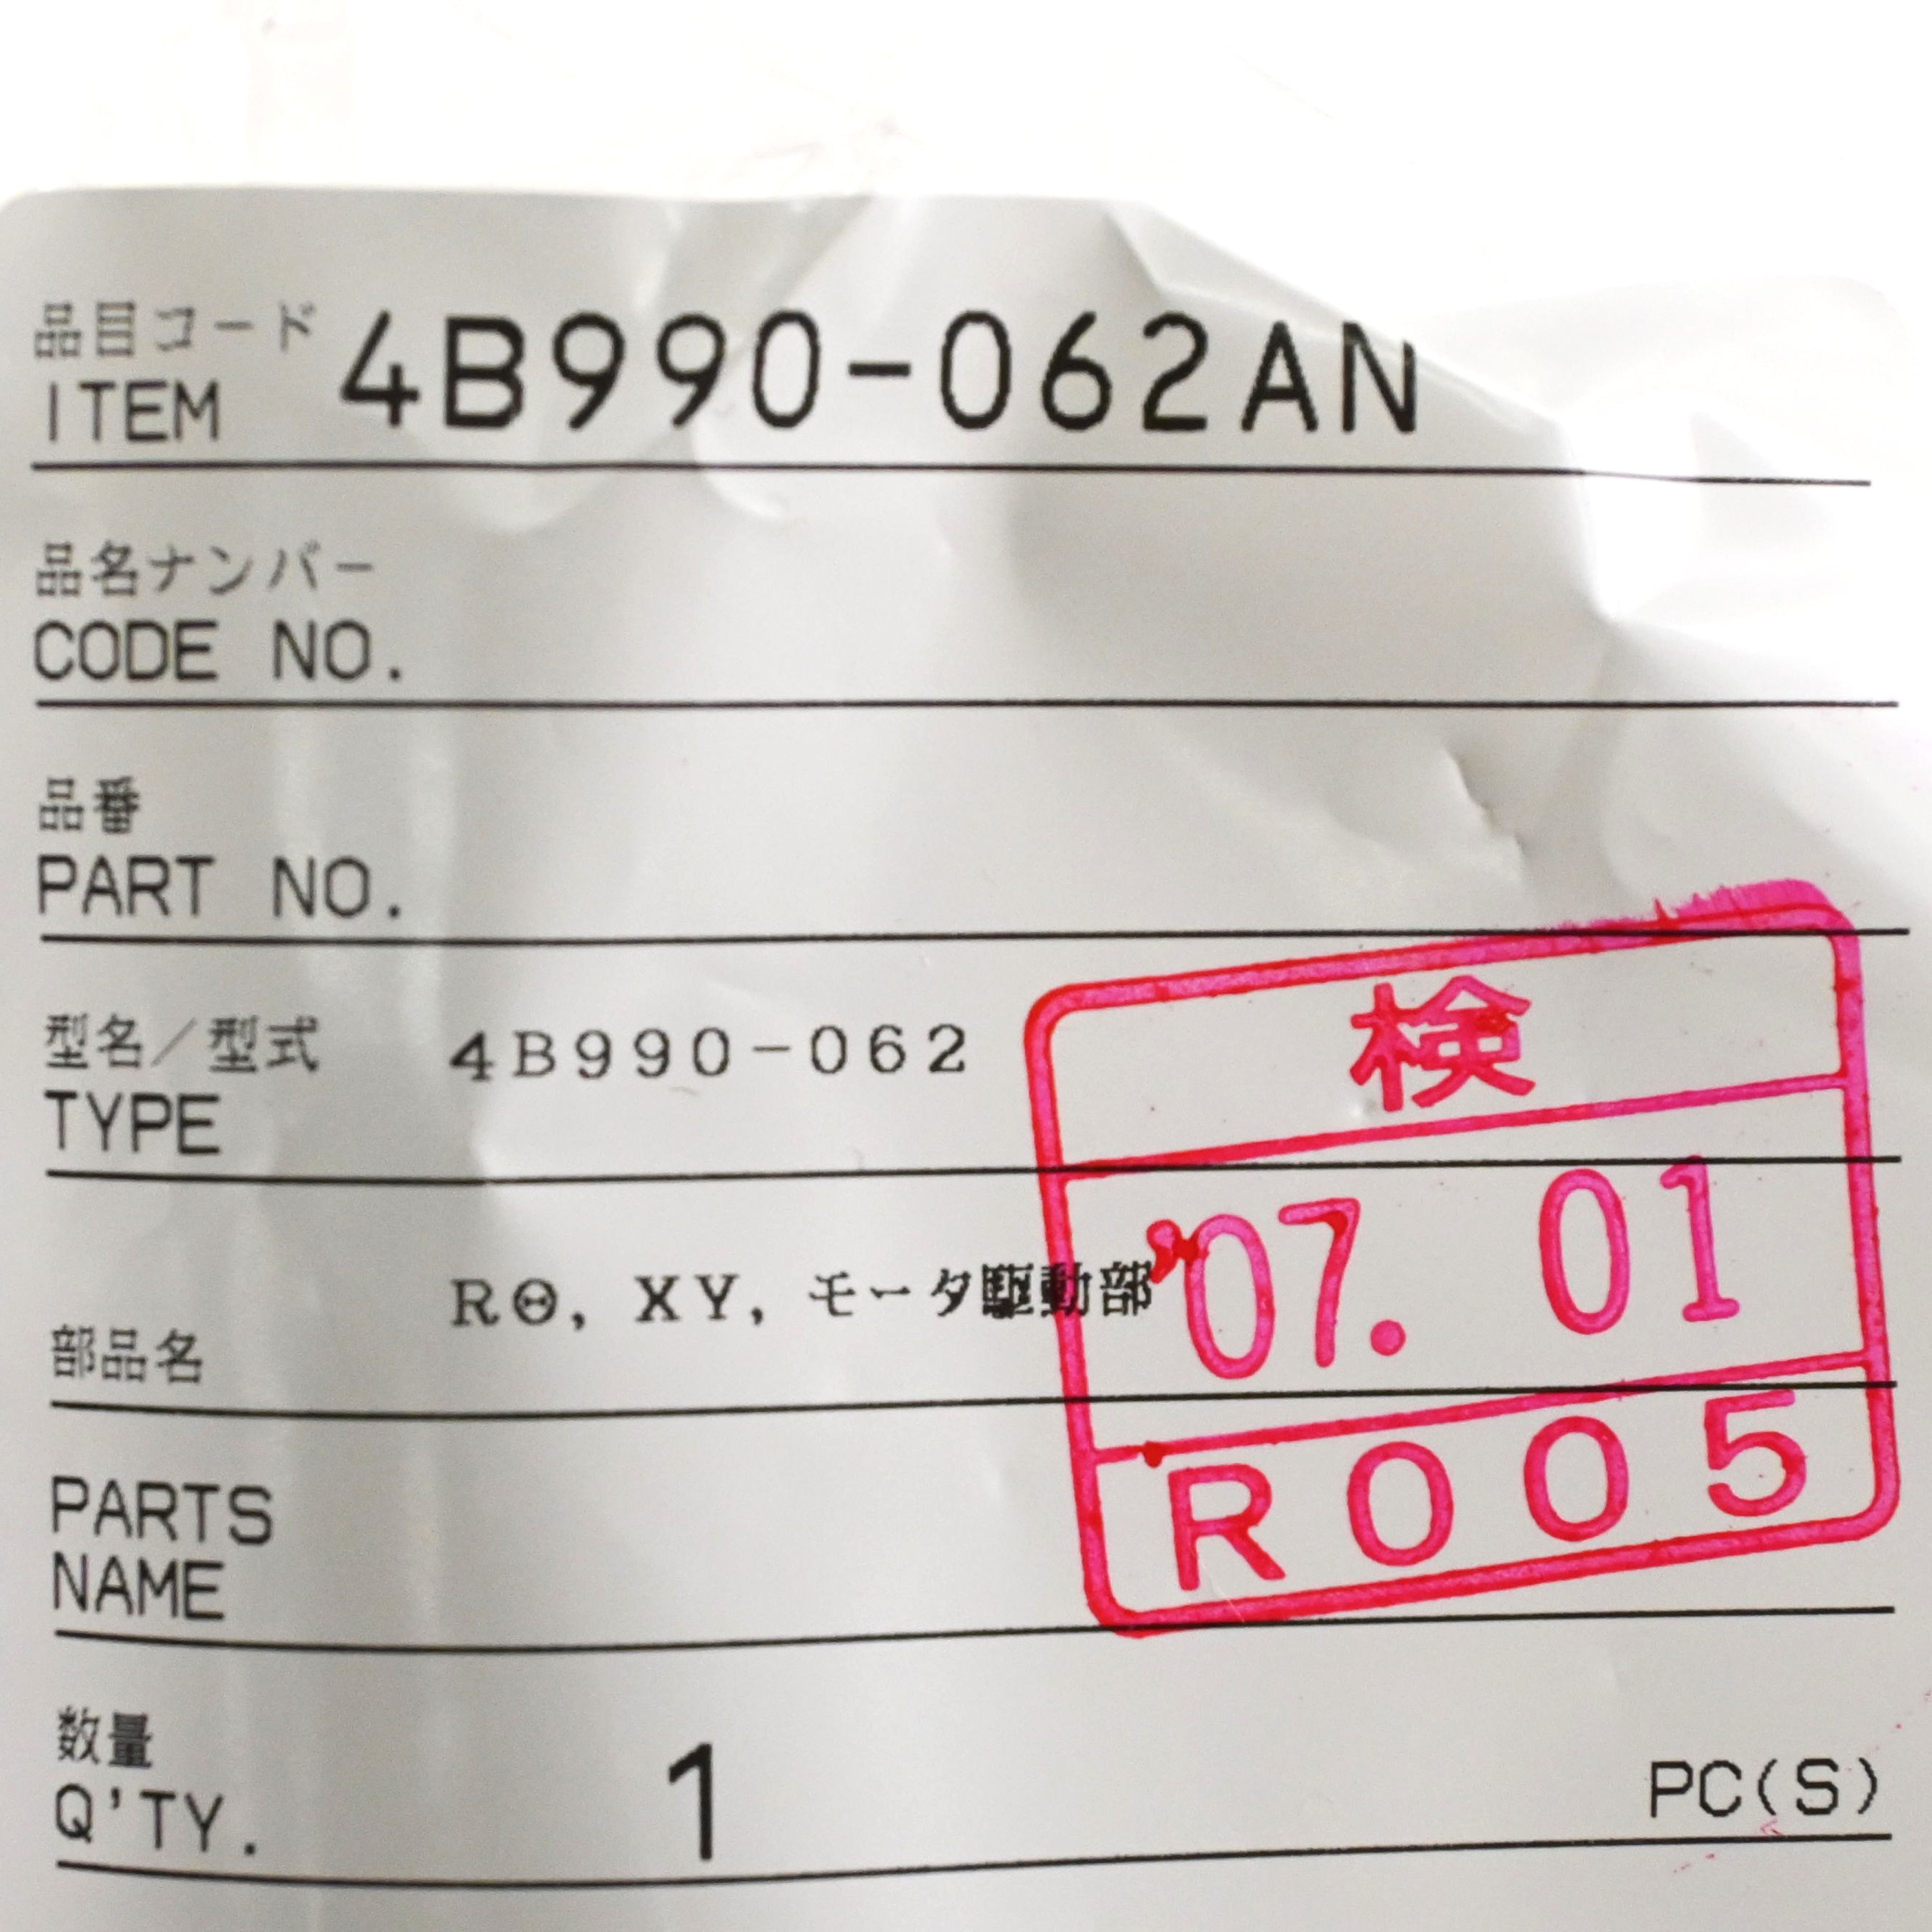 品目コード
ITEM 4B990-062AN
品名ナンバー
CODE NO.
品番
PART NO.
型名／型式 4B990-062
TYPE
RΘ, XY, モータ駆動部
部品名
PARTS
NAME
数量
Q'TY. 1 PC(S)
検
'07. 01
R005